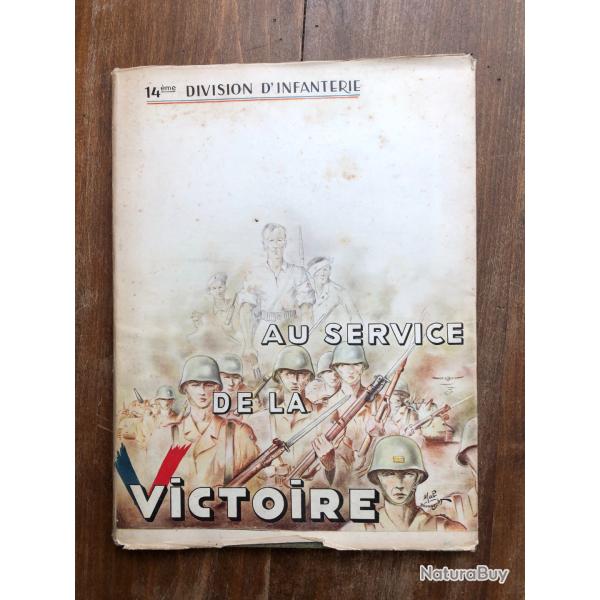 14ème DIVISION D'INFANTERIE
AU SERVICE
DE LA
VICTOIRE
NaturaBuy